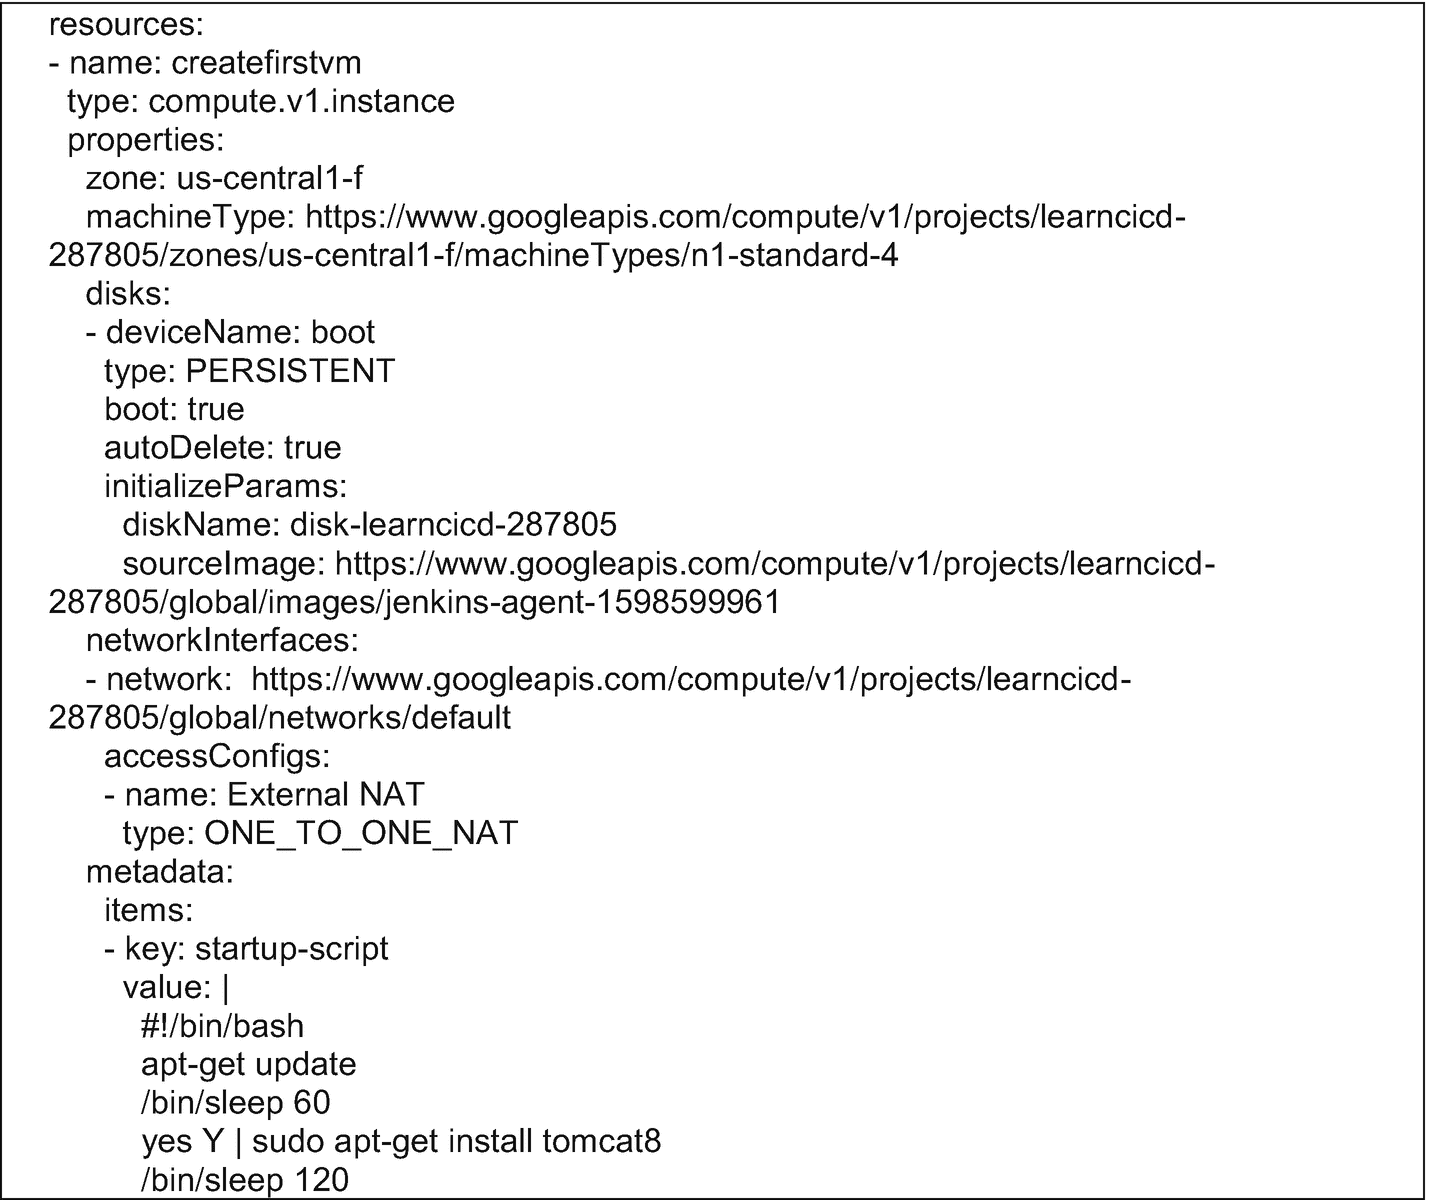 resources:
- name: createfirstvm
type: compute.v1.instance
properties:
zone: us-central1-f
machineType: https://www.googleapis.com/compute/v1/projects/learncicd-
287805/zones/us-central1-f/machineTypes/n1-standard-4
disks:
- deviceName: boot
type: PERSISTENT
boot: true
autoDelete: true
initializeParams:
diskName: disk-learncicd-287805
sourceImage: https://www.googleapis.com/compute/v1/projects/learncicd-
287805/global/images/jenkins-agent-1598599961
networkInterfaces:
- network:  https://www.googleapis.com/compute/v1/projects/learncicd-
287805/global/networks/default
accessConfigs:
- name: External NAT
type: ONE_TO_ONE_NAT
metadata:
items:
- key: startup-script
value: |
#!/bin/bash
apt-get update
/bin/sleep 60
yes Y | sudo apt-get install tomcat8
/bin/sleep 120